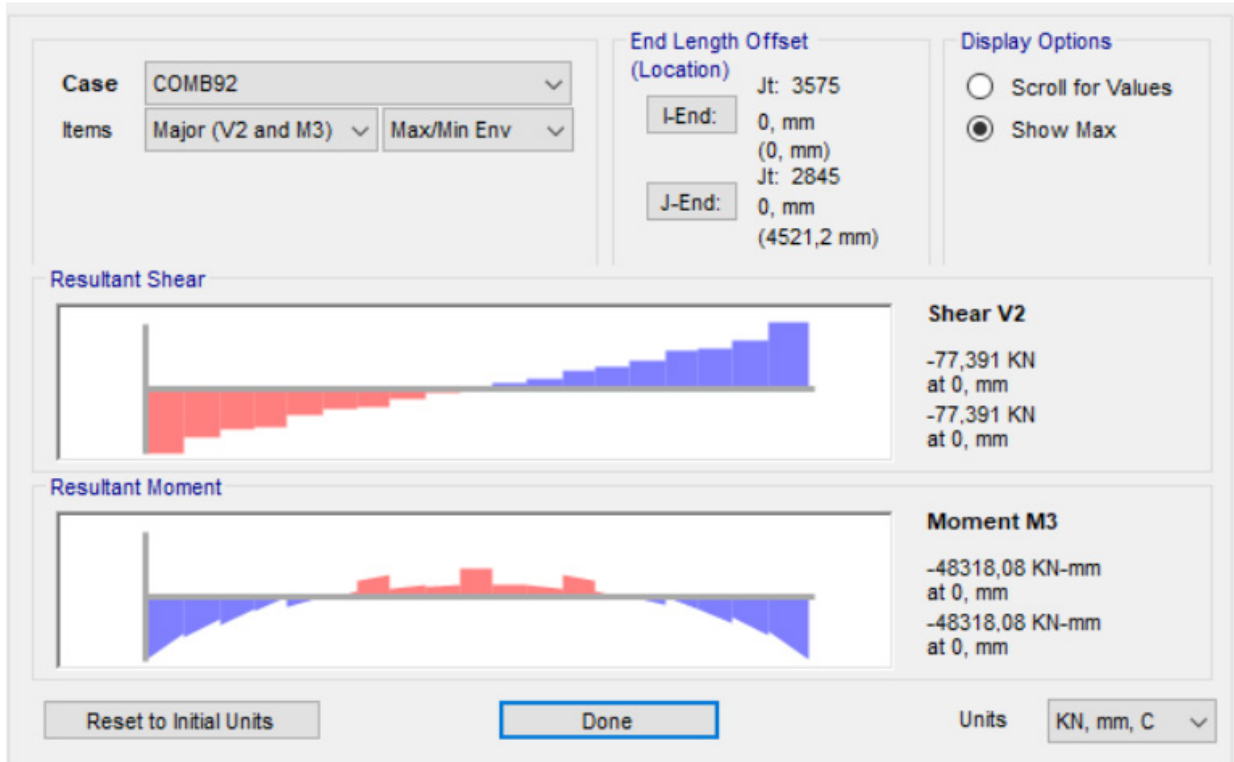 Case COMB92
Items Major (V2 and M3) Max/Min Env
End Length Offset
(Location)
I-End:
Jt: 3575
0, mm
(0, mm)
J-End:
Jt: 2845
0, mm
(4521,2 mm)
Display Options
Scroll for Values
Show Max
Resultant Shear
Shear V2
-77,391 KN
at 0, mm
-77,391 KN
at 0, mm
Resultant Moment
Moment M3
-48318,08 KN-mm
at 0, mm
-48318,08 KN-mm
at 0, mm
Reset to Initial Units
Done
Units KN, mm, C